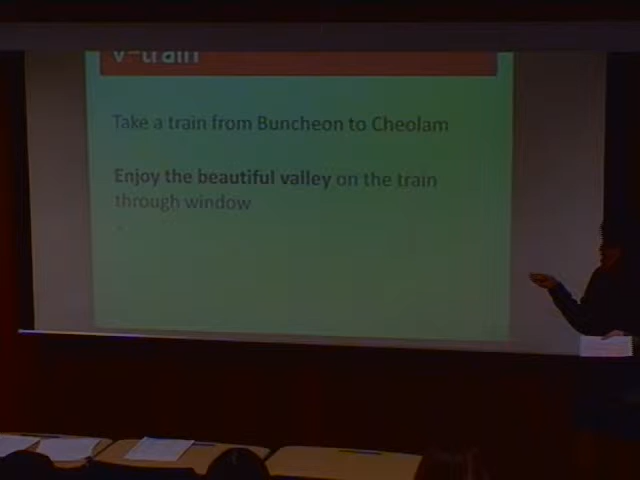 v-train
Take a train from Buncheon to Cheolam
Enjoy the beautiful valley on the train
through window